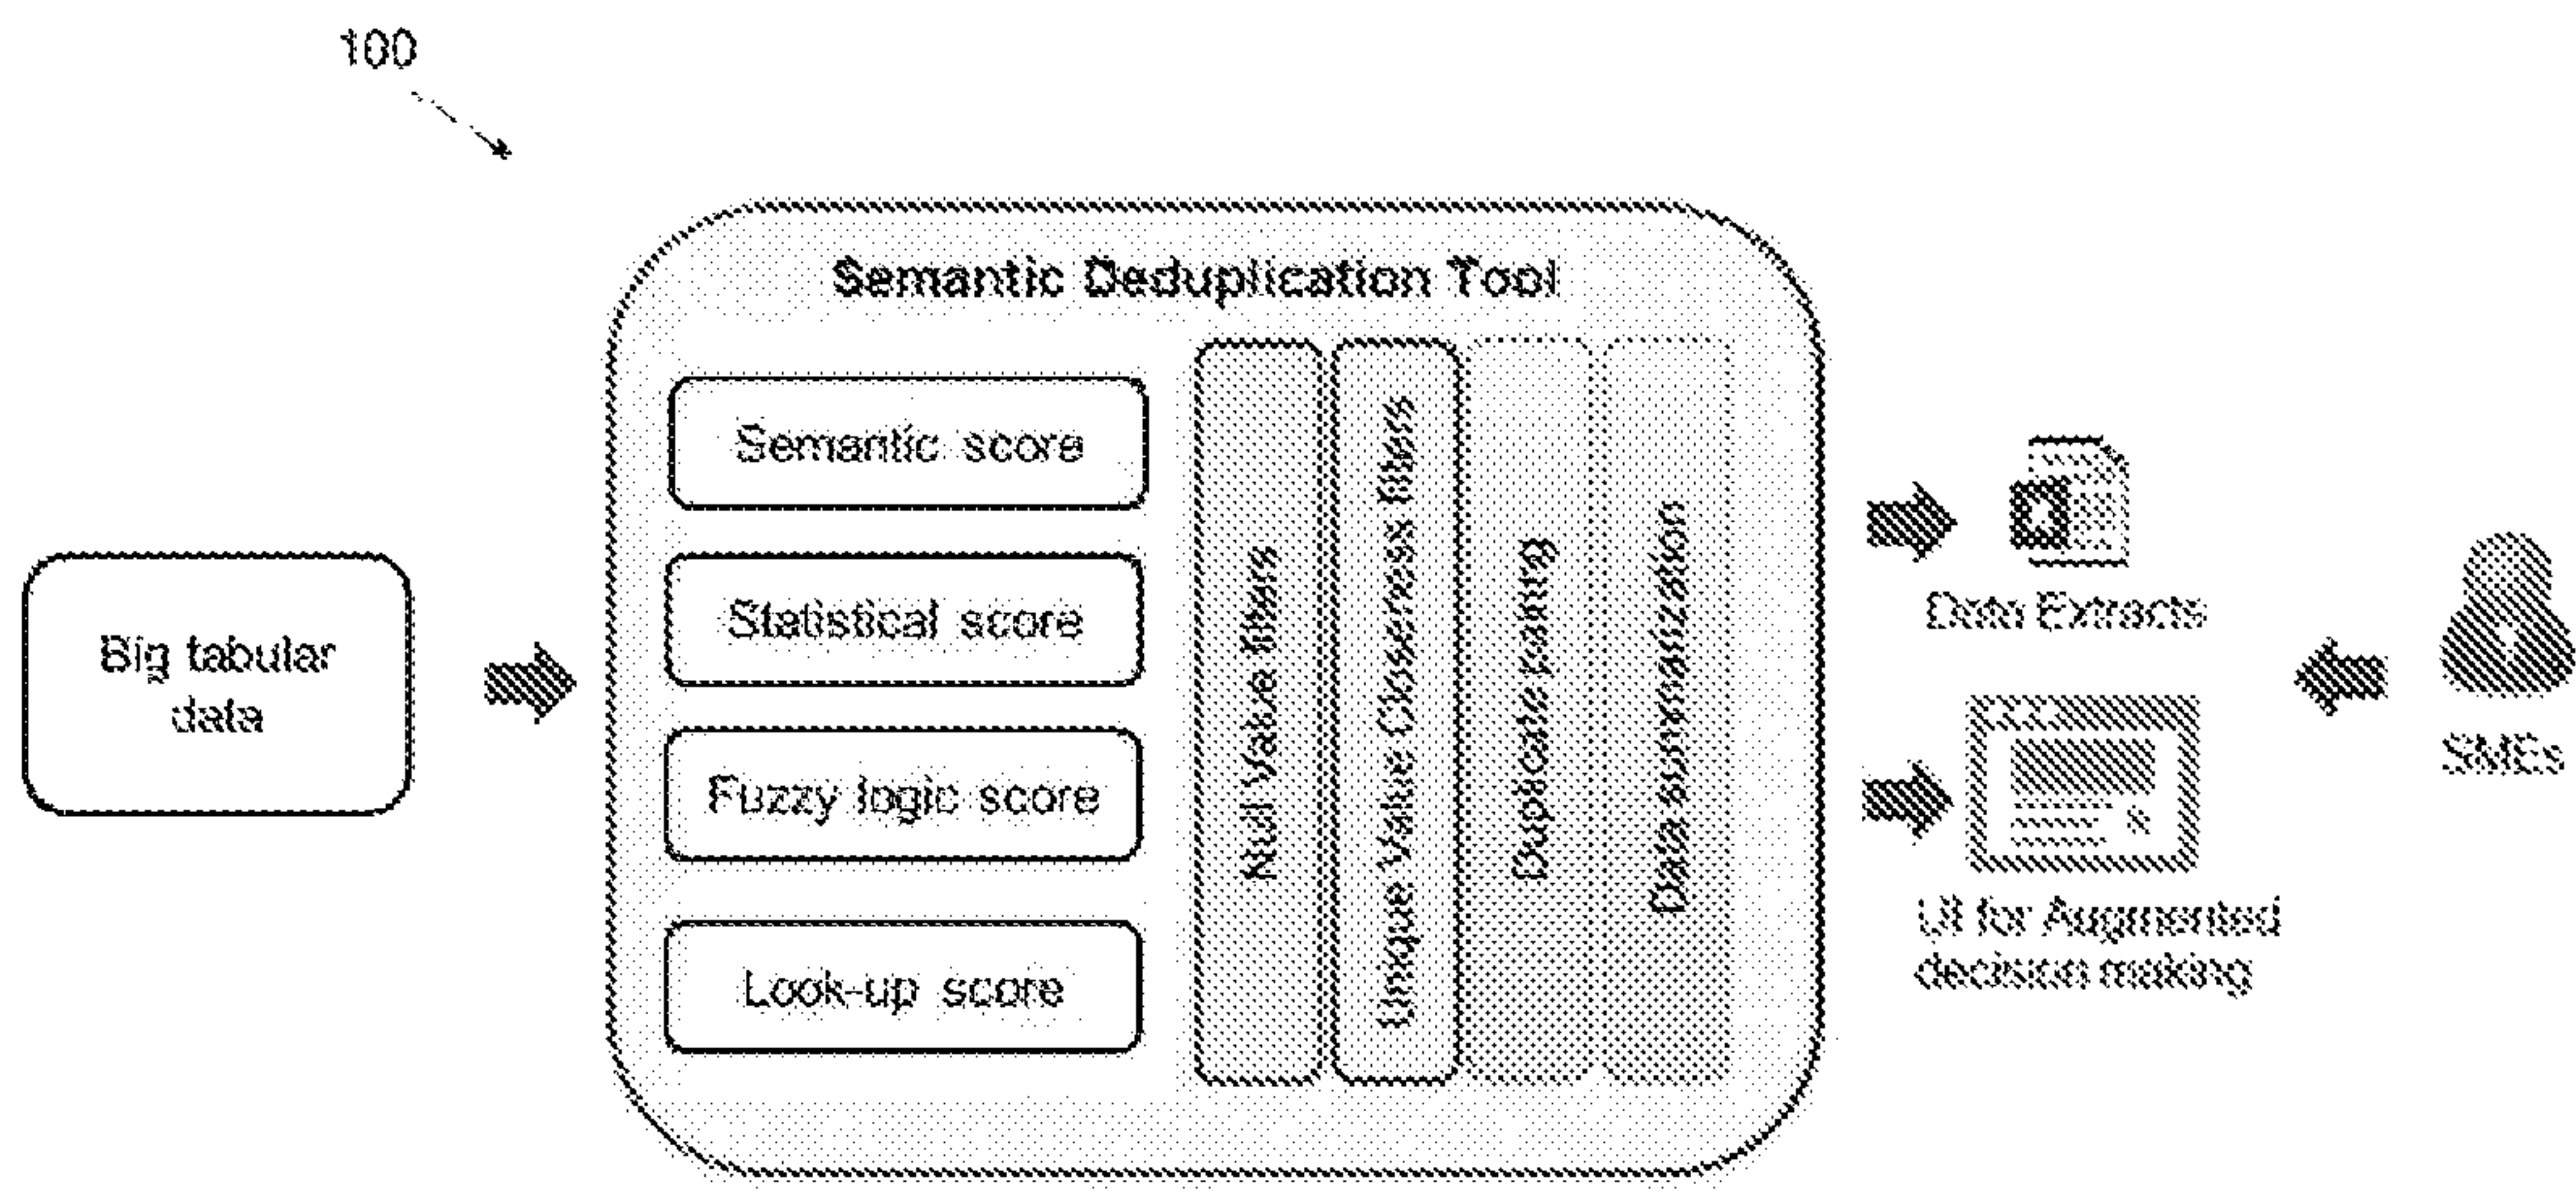 100
Semantic Deduplication Tool
Big tabular
data
Semantic score
Statistical score
Fuzzy logic score
Look-up score
Null Value filters
Unique Value Closeness filters
Duplicate pairing
Data summarization
Data Extracts
UI for Augmented
decision making
SMEs